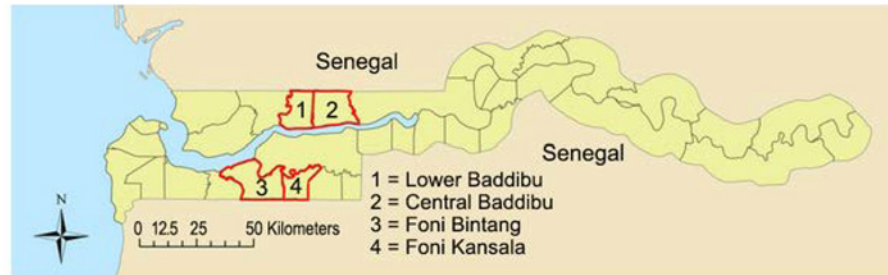 Senegal
1 2
Senegal
3 4
1 = Lower Baddibu
2 = Central Baddibu
3 = Foni Bintang
4 = Foni Kansala
N
0 12.5 25 50 Kilometers